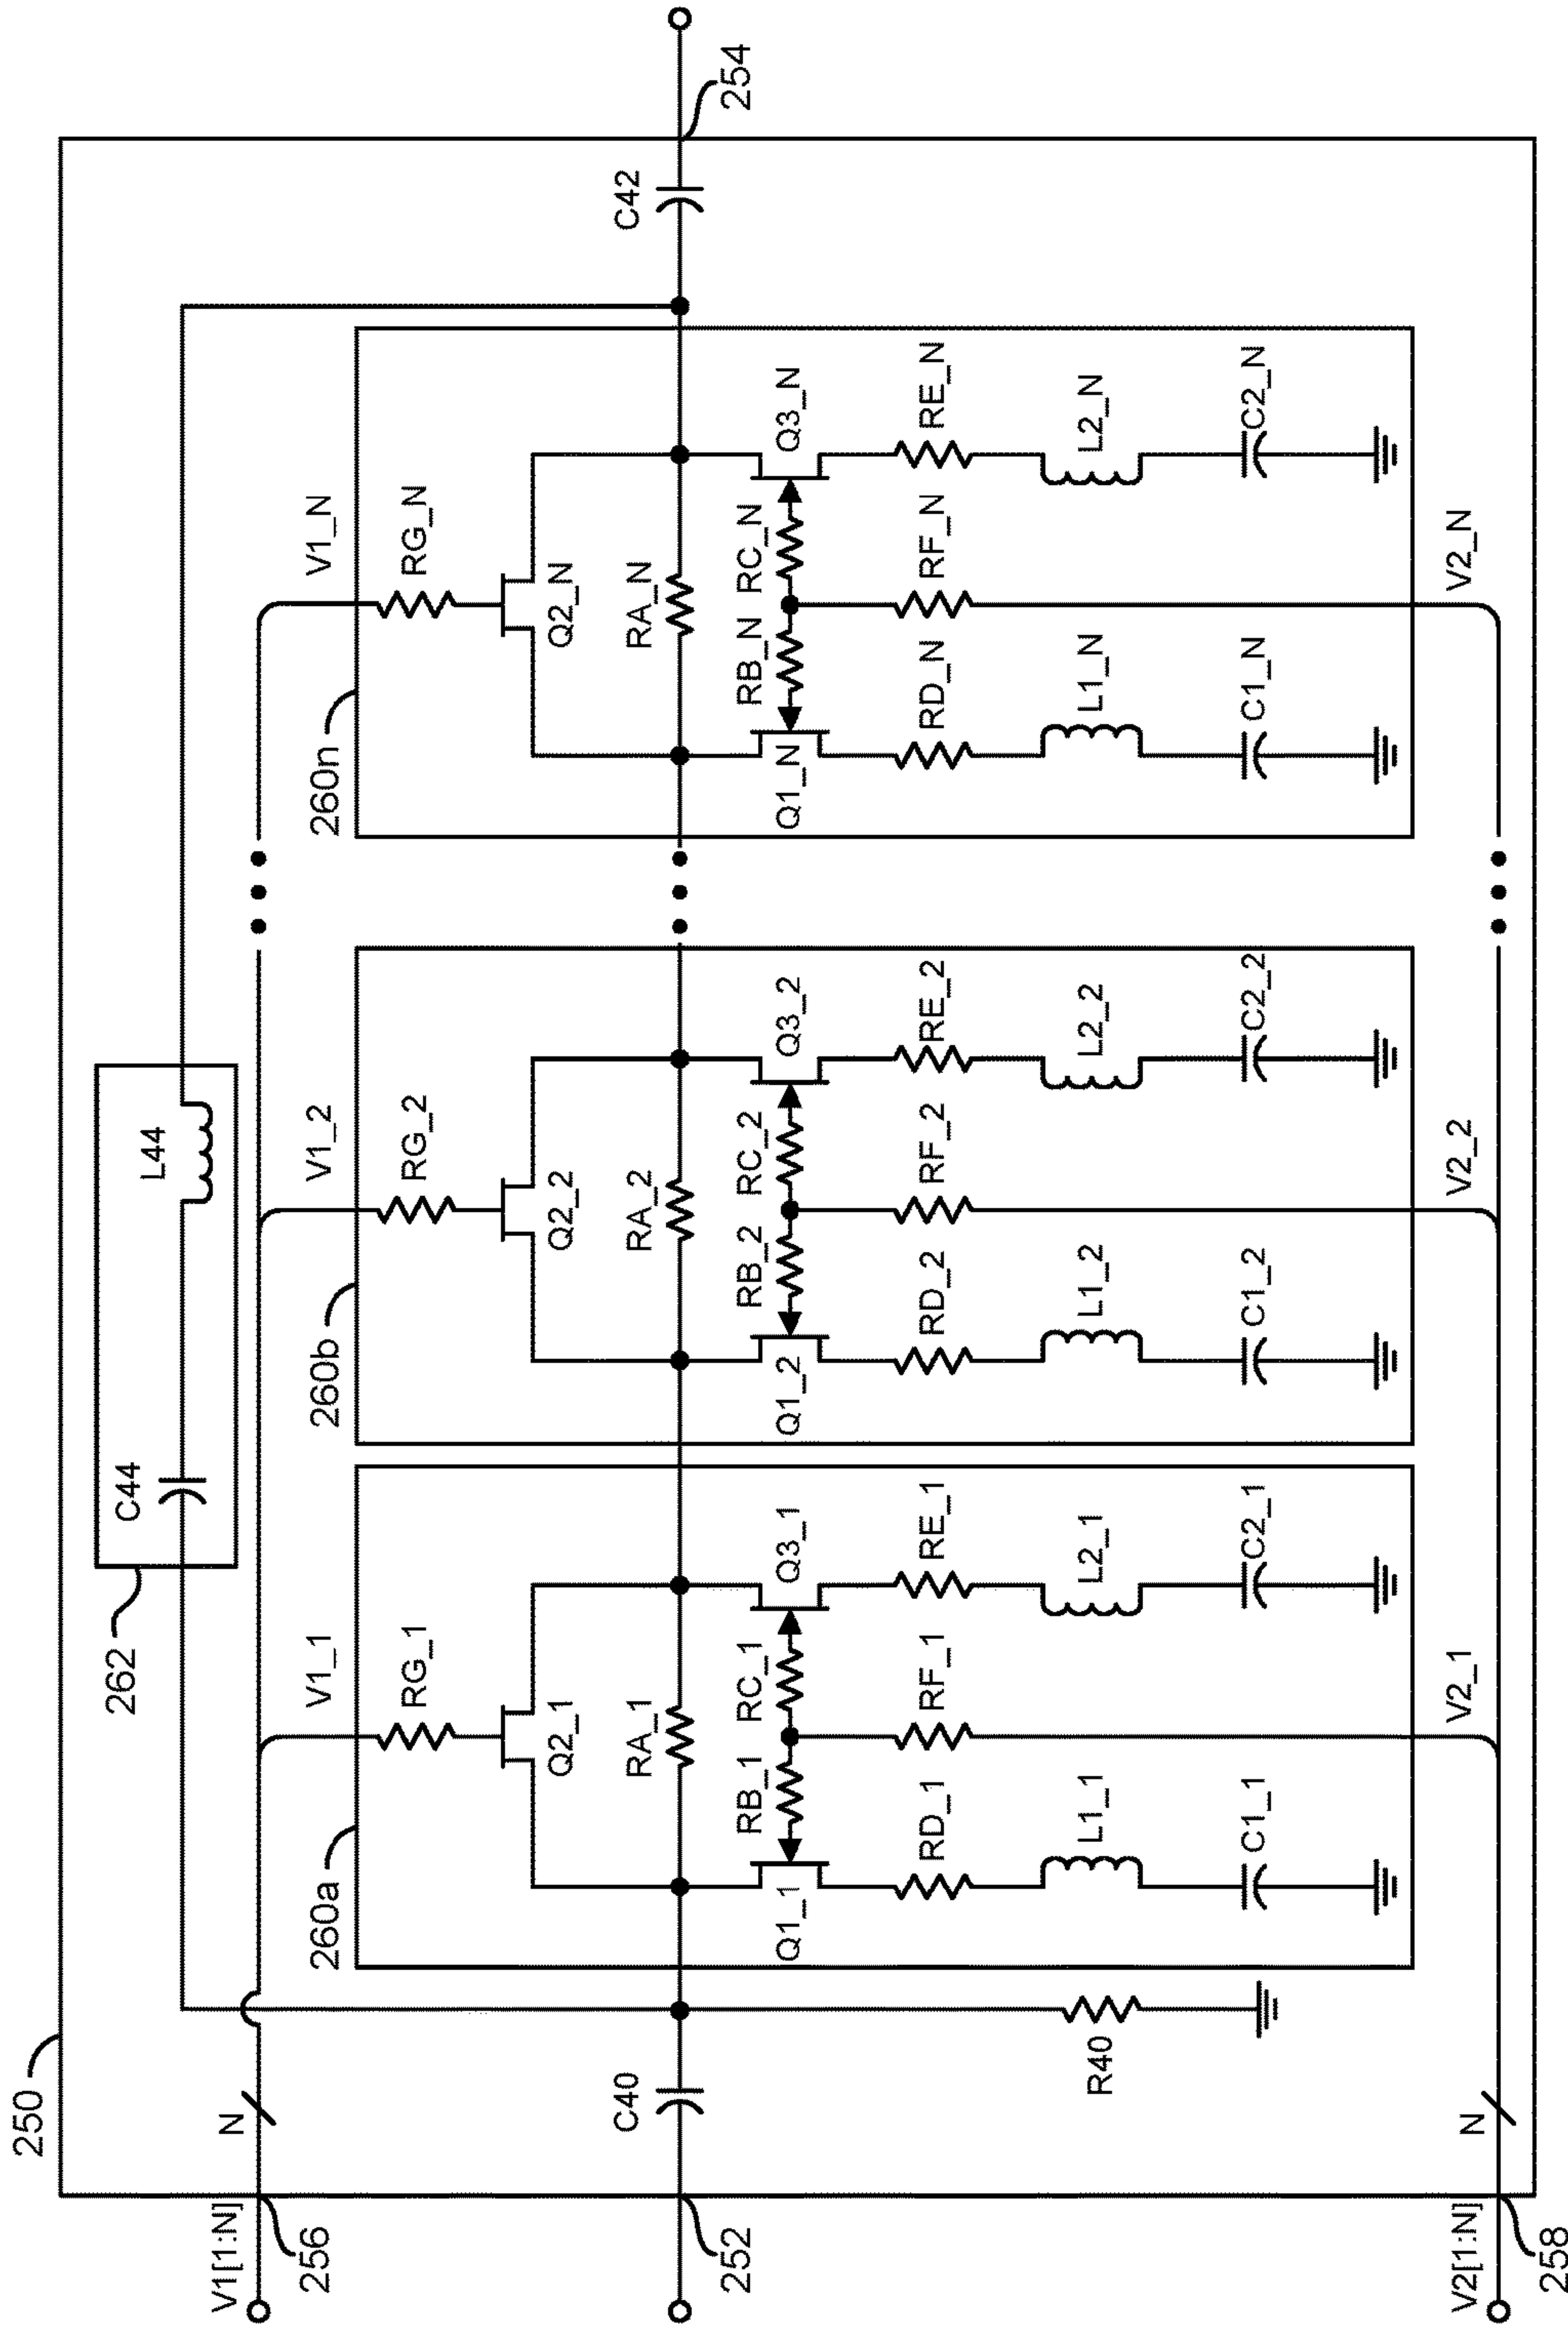 250
V1[1:N]
256
N
262
C44
L44
260a
260b
260n
V1_1
V1_2
V1_N
RG_1
RG_2
RG_N
Q2_1
Q2_2
Q2_N
252
C40
RA_1
RA_2
RA_N
C42
254
RB_1
RC_1
RB_2
RC_2
RB_N
RC_N
Q1_1
Q3_1
Q1_2
Q3_2
Q1_N
Q3_N
RD_1
RF_1
RE_1
RD_2
RF_2
RE_2
RD_N
RF_N
RE_N
R40
L1_1
L2_1
L1_2
L2_2
L1_N
L2_N
C1_1
C2_1
C1_2
C2_2
C1_N
C2_N
V2_1
V2_2
V2_N
V2[1:N]
N
258